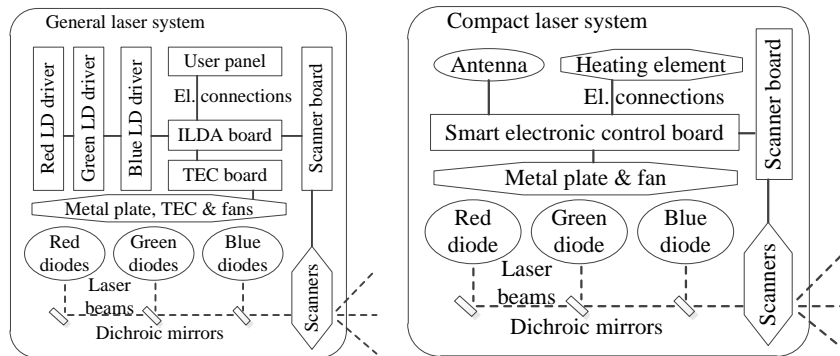 General laser system
Red LD driver
Green LD driver
Blue LD driver
User panel
El. connections
ILDA board
TEC board
Scanner board
Metal plate, TEC & fans
Red
diodes
Green
diodes
Blue
diodes
Laser
beams
Dichroic mirrors
Scanners
Compact laser system
Antenna
Heating element
El. connections
Smart electronic control board
Scanner board
Metal plate & fan
Red
diode
Green
diode
Blue
diode
Laser
beams
Dichroic mirrors
Scanners